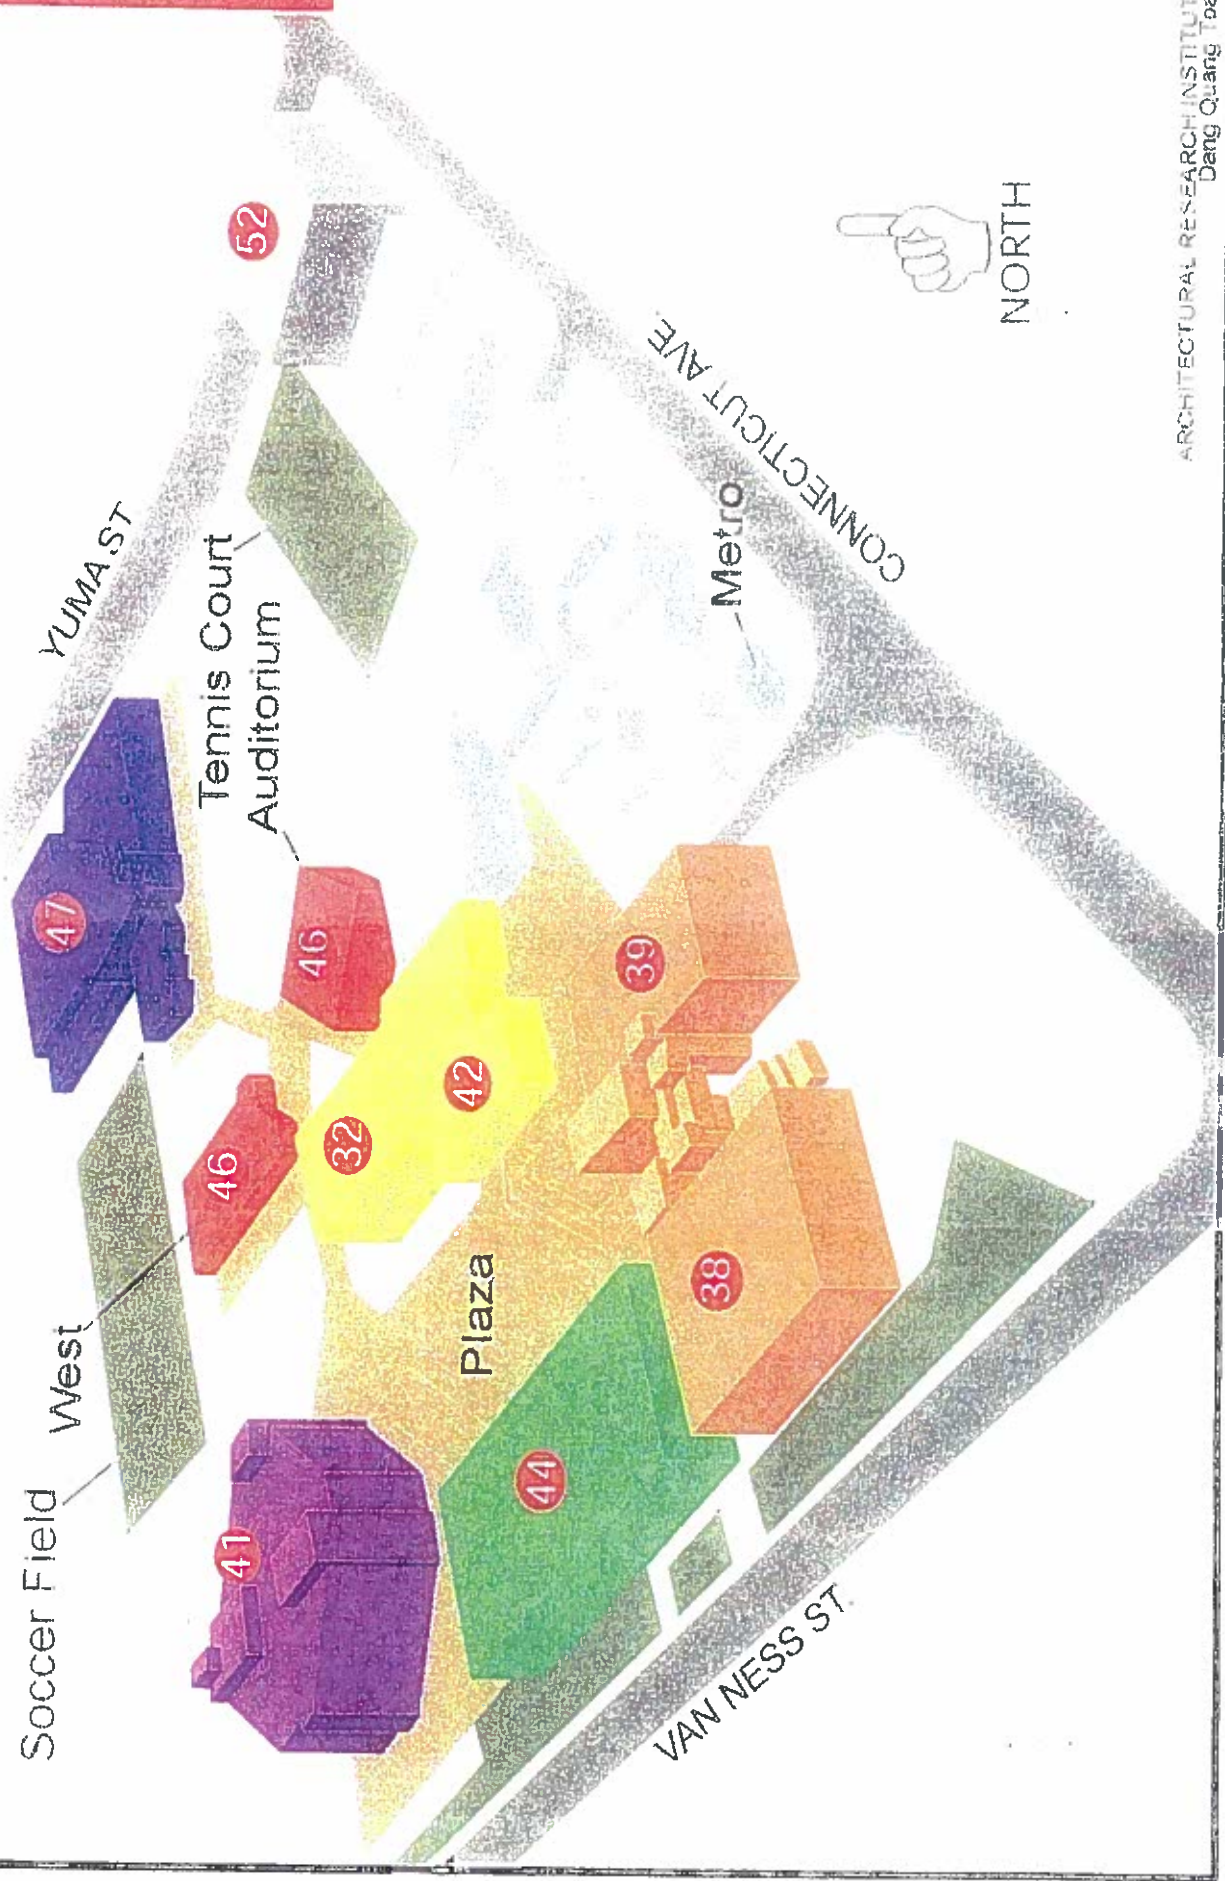 Soccer Field
West
YUMA ST
Tennis Court
Auditorium
47
46
46
52
41
32
42
Plaza
44
38
39
Metro
CONNECTICUT AVE
VAN NESS ST
NORTH
ARCHITECTURAL RESEARCH
Dang Quang